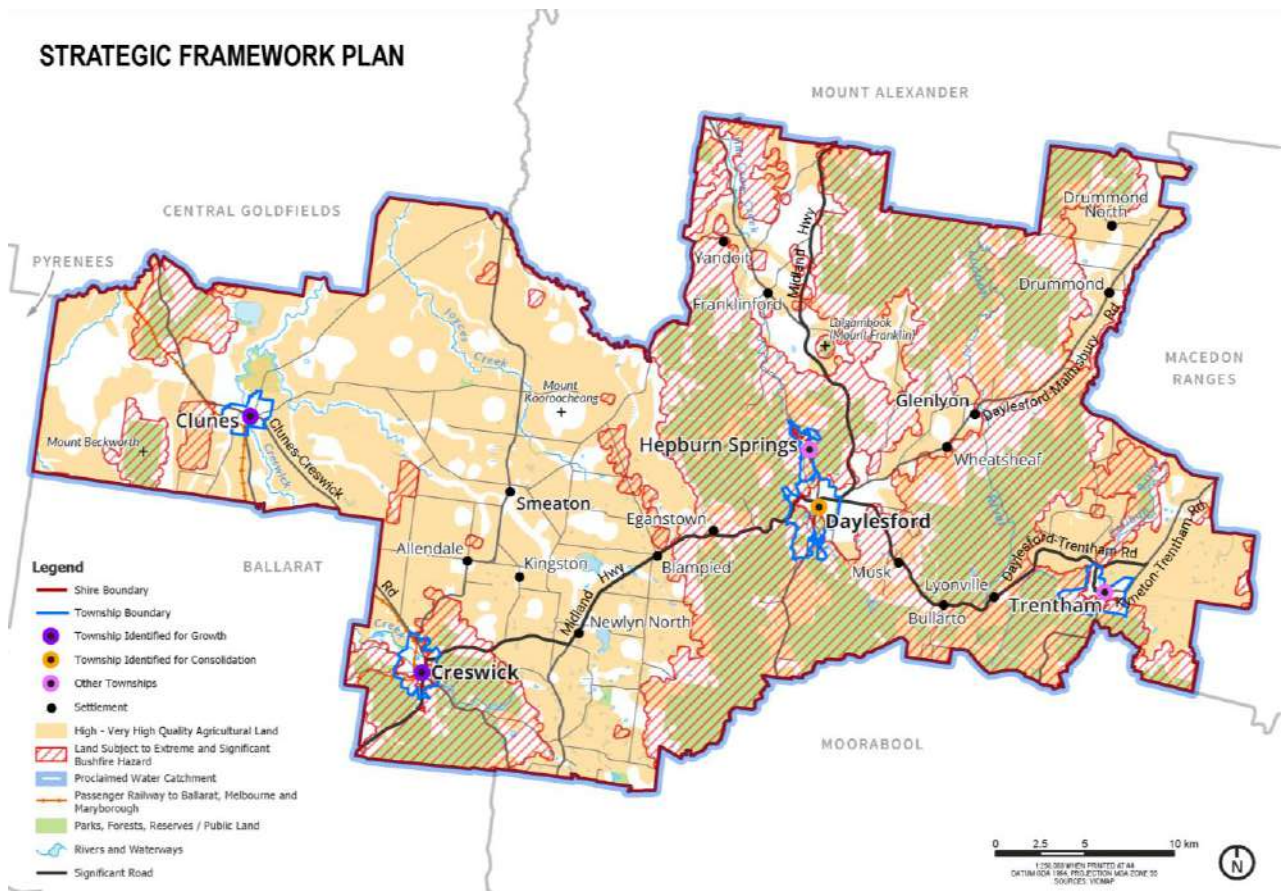 STRATEGIC FRAMEWORK PLAN
MOUNT ALEXANDER
CENTRAL GOLDFIELDS
PYRENEES
Drummond
North
Yandoit
Midland Hwy
Franklinford
Drummond
Lalgambook
(Mount Franklin)
Joyces
Creek
Mount
Kooroocheang
MACEDON
RANGES
Glenlyon
Daylesford-Malmsbury Rd
Clunes
Mount Beckworth
Clunes-Creswick
Rd
Creswick
Hepburn Springs
Wheatsheaf
River
Smeaton
Eganstown
Daylesford
Allendale
Kingston
Blampied
Musk
Lyonville
Daylesford-Trentham Rd
Trentham
Bullarto
BALLARAT
Midland Hwy
Newlyn North
Creswick
MOORABOOL
Legend
Shire Boundary
Township Boundary
Township Identified for Growth
Township Identified for Consolidation
Other Townships
Settlement
High - Very High Quality Agricultural Land
Land Subject to Extreme and Significant
Bushfire Hazard
Proclaimed Water Catchment
Passenger Railway to Ballarat, Melbourne and
Maryborough
Parks, Forests, Reserves / Public Land
Rivers and Waterways
Significant Road
0 2.5 5 10 km
N